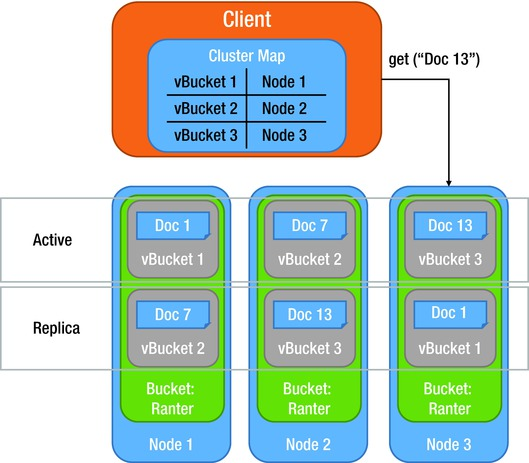 Client
Cluster Map
vBucket 1 Node 1
vBucket 2 Node 2
vBucket 3 Node 3
get (“Doc 13”)
Active
Doc 1 Doc 7 Doc 13
vBucket 1 vBucket 2 vBucket 3
Replica
Doc 7 Doc 13 Doc 1
vBucket 2 vBucket 3 vBucket 1
Bucket: Bucket: Bucket:
Ranter Ranter Ranter
Node 1 Node 2 Node 3